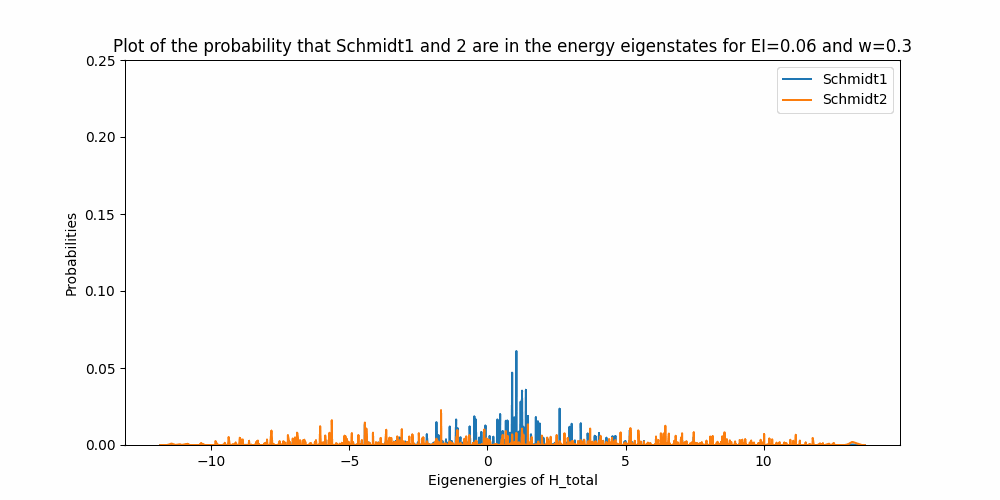 Plot of the probability that Schmidt1 and 2 are in the energy eigenstates for EI=0.06 and w=0.3
0.25
0.20
0.15
0.10
0.05
0.00
Probabilities
Schmidt1
Schmidt2
−10
−5
0
5
10
Eigenenergies of H_total